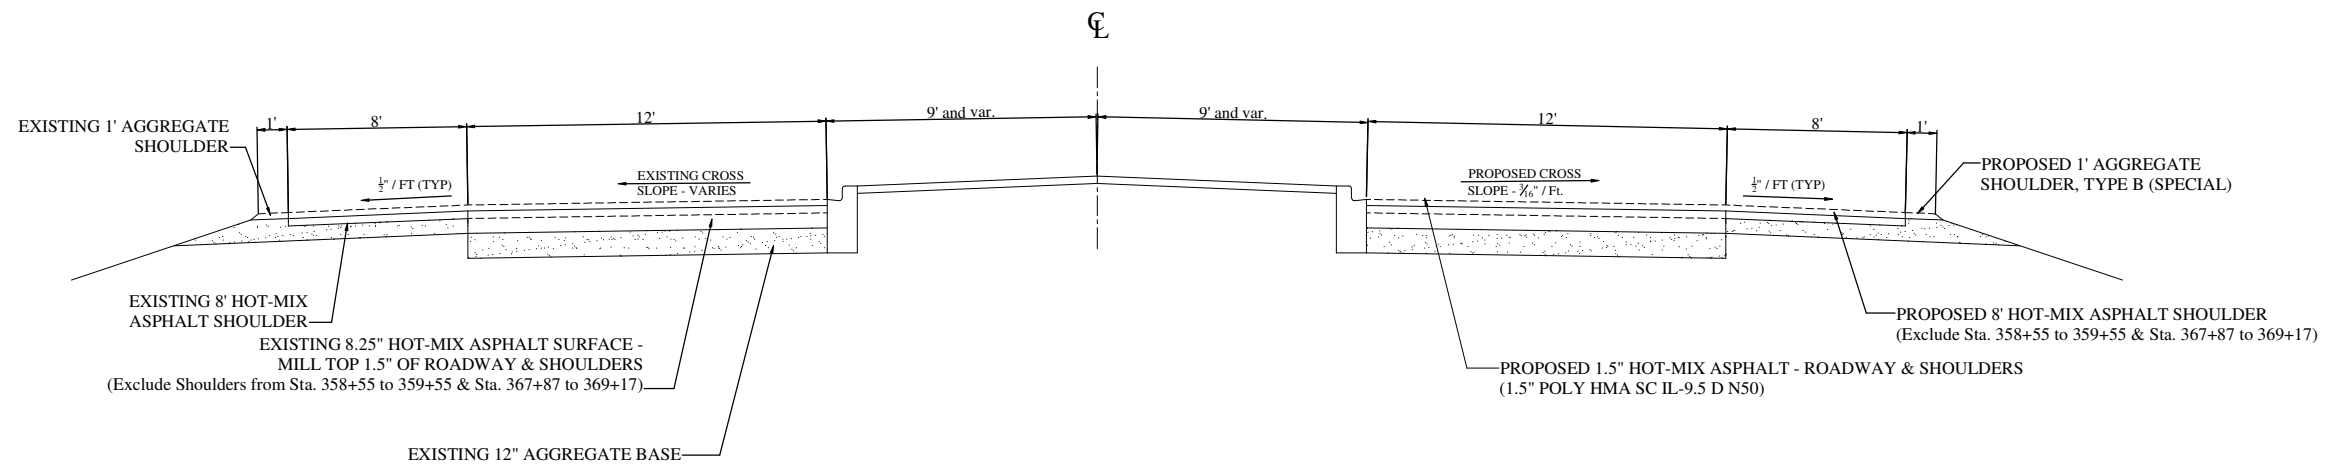 ℄
1'
8'
12'
9' and var.
9' and var.
12'
8'
1'
EXISTING 1' AGGREGATE
SHOULDER
½" / FT (TYP)
EXISTING CROSS
SLOPE - VARIES
PROPOSED CROSS
SLOPE - 3/16" / Ft.
½" / FT (TYP)
PROPOSED 1' AGGREGATE
SHOULDER, TYPE B (SPECIAL)
EXISTING 8' HOT-MIX
ASPHALT SHOULDER
EXISTING 8.25" HOT-MIX ASPHALT SURFACE -
MILL TOP 1.5" OF ROADWAY & SHOULDERS
(Exclude Shoulders from Sta. 358+55 to 359+55 & Sta. 367+87 to 369+17)
EXISTING 12" AGGREGATE BASE
PROPOSED 8' HOT-MIX ASPHALT SHOULDER
(Exclude Sta. 358+55 to 359+55 & Sta. 367+87 to 369+17)
PROPOSED 1.5" HOT-MIX ASPHALT - ROADWAY & SHOULDERS
(1.5" POLY HMA SC IL-9.5 D N50)